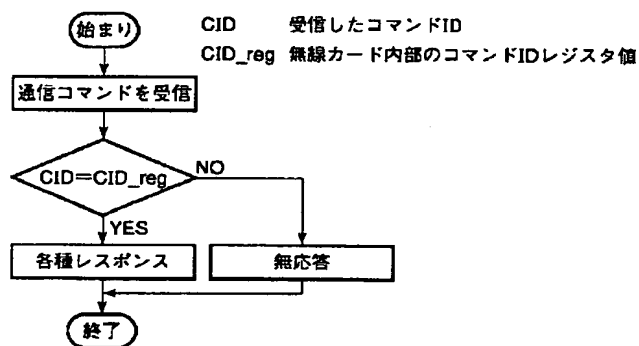 始まり
CID 受信したコマンドID
CID_reg 無線カード内部のコマンドIDレジスタ値
通信コマンドを受信
CID=CID_reg
NO
YES
各種レスポンス
無応答
終了